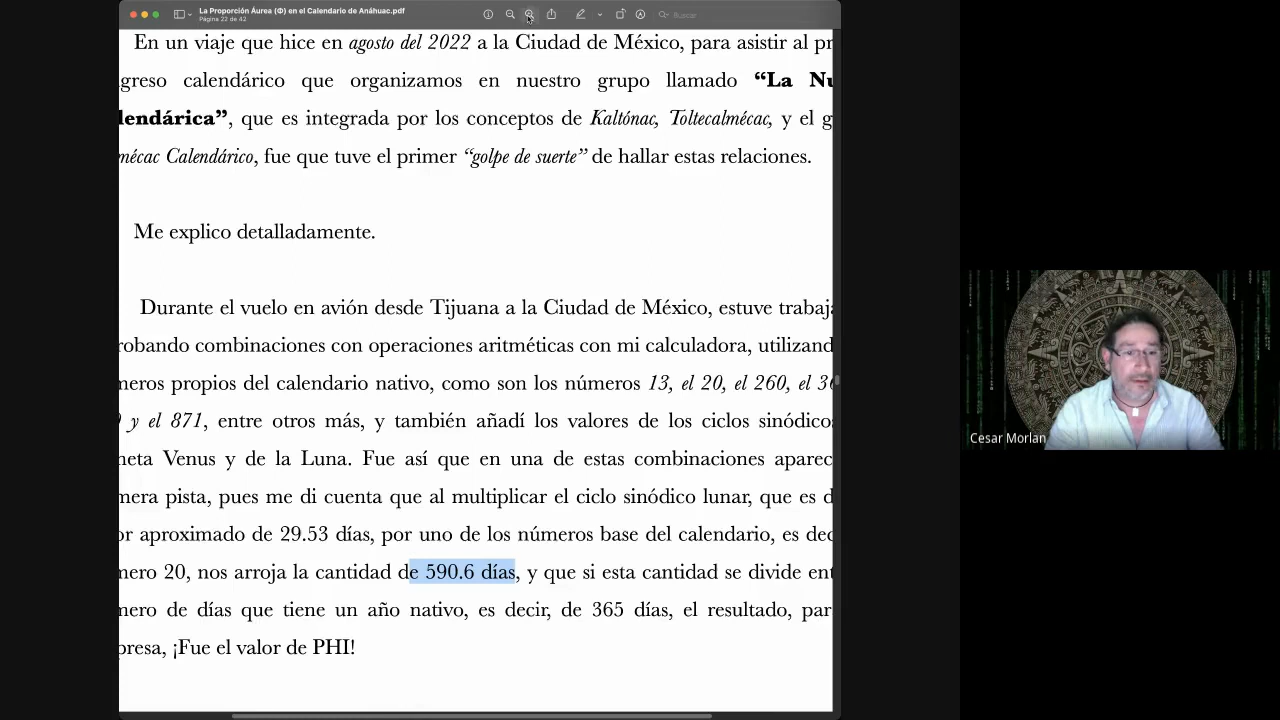 La Proporción Áurea (Φ) en el Calendario de Anáhuac.pdf
Página 22 de 42
Buscar
En un viaje que hice en agosto del 2022 a la Ciudad de México, para asistir al pr
greso calendárico que organizamos en nuestro grupo llamado “La Nu
lendárica”, que es integrada por los conceptos de Kaltónac, Toltecalmécac, y el g
mécac Calendárico, fue que tuve el primer “golpe de suerte” de hallar estas relaciones.
Me explico detalladamente.
Durante el vuelo en avión desde Tijuana a la Ciudad de México, estuve trabaja
robando combinaciones con operaciones aritméticas con mi calculadora, utilizand
meros propios del calendario nativo, como son los números 13, el 20, el 260, el 36
y el 871, entre otros más, y también añadí los valores de los ciclos sinódicos
neta Venus y de la Luna. Fue así que en una de estas combinaciones aparec
mera pista, pues me di cuenta que al multiplicar el ciclo sinódico lunar, que es d
or aproximado de 29.53 días, por uno de los números base del calendario, es dec
mero 20, nos arroja la cantidad de 590.6 días, y que si esta cantidad se divide ent
mero de días que tiene un año nativo, es decir, de 365 días, el resultado, par
presa, ¡Fue el valor de PHI!
Cesar Morlan